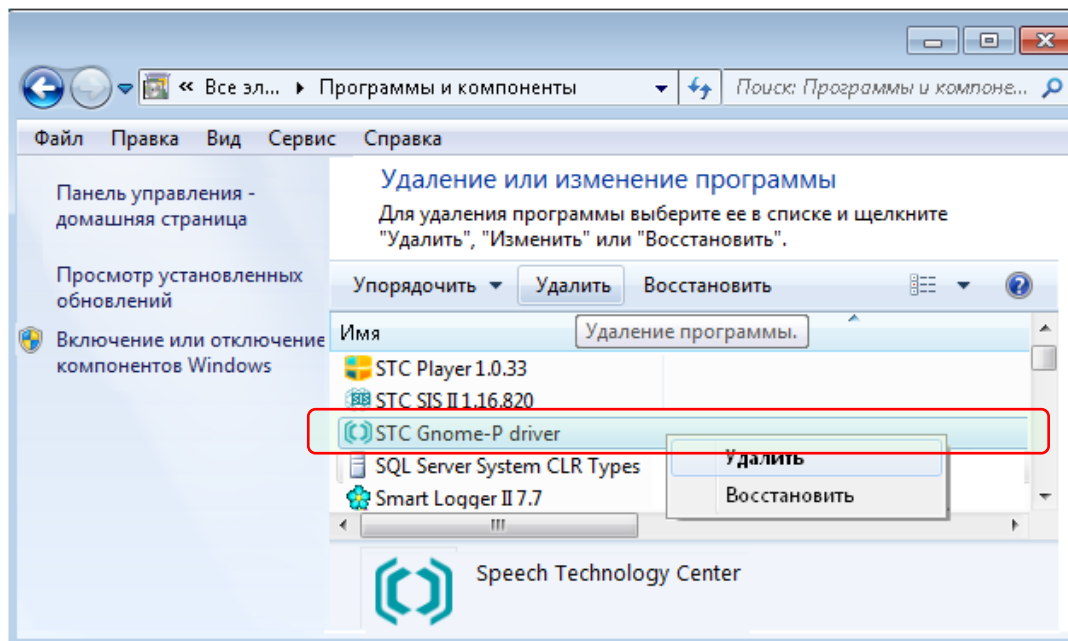 « Все эл... Программы и компоненты
Поиск: Программы и компоне...
Файл Правка Вид Сервис Справка
Панель управления -
домашняя страница
Просмотр установленных
обновлений
Включение или отключение
компонентов Windows
Удаление или изменение программы
Для удаления программы выберите ее в списке и щелкните
"Удалить", "Изменить" или "Восстановить".
Упорядочить Удалить Восстановить
Имя
Удаление программы.
STC Player 1.0.33
STC SIS II 1.16.820
STC Gnome-P driver
SQL Server System CLR Types
Smart Logger II 7.7
Удалить
Восстановить
Speech Technology Center